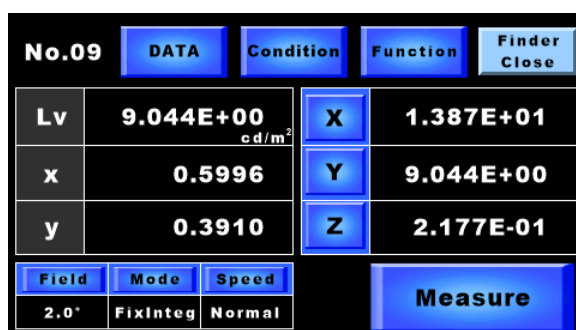 No.09 DATA Condition Function Finder Close
Lv 9.044E+00 cd/m² X 1.387E+01
x 0.5996 Y 9.044E+00
y 0.3910 Z 2.177E-01
Field Mode Speed Measure
2.0° FixInteg Normal